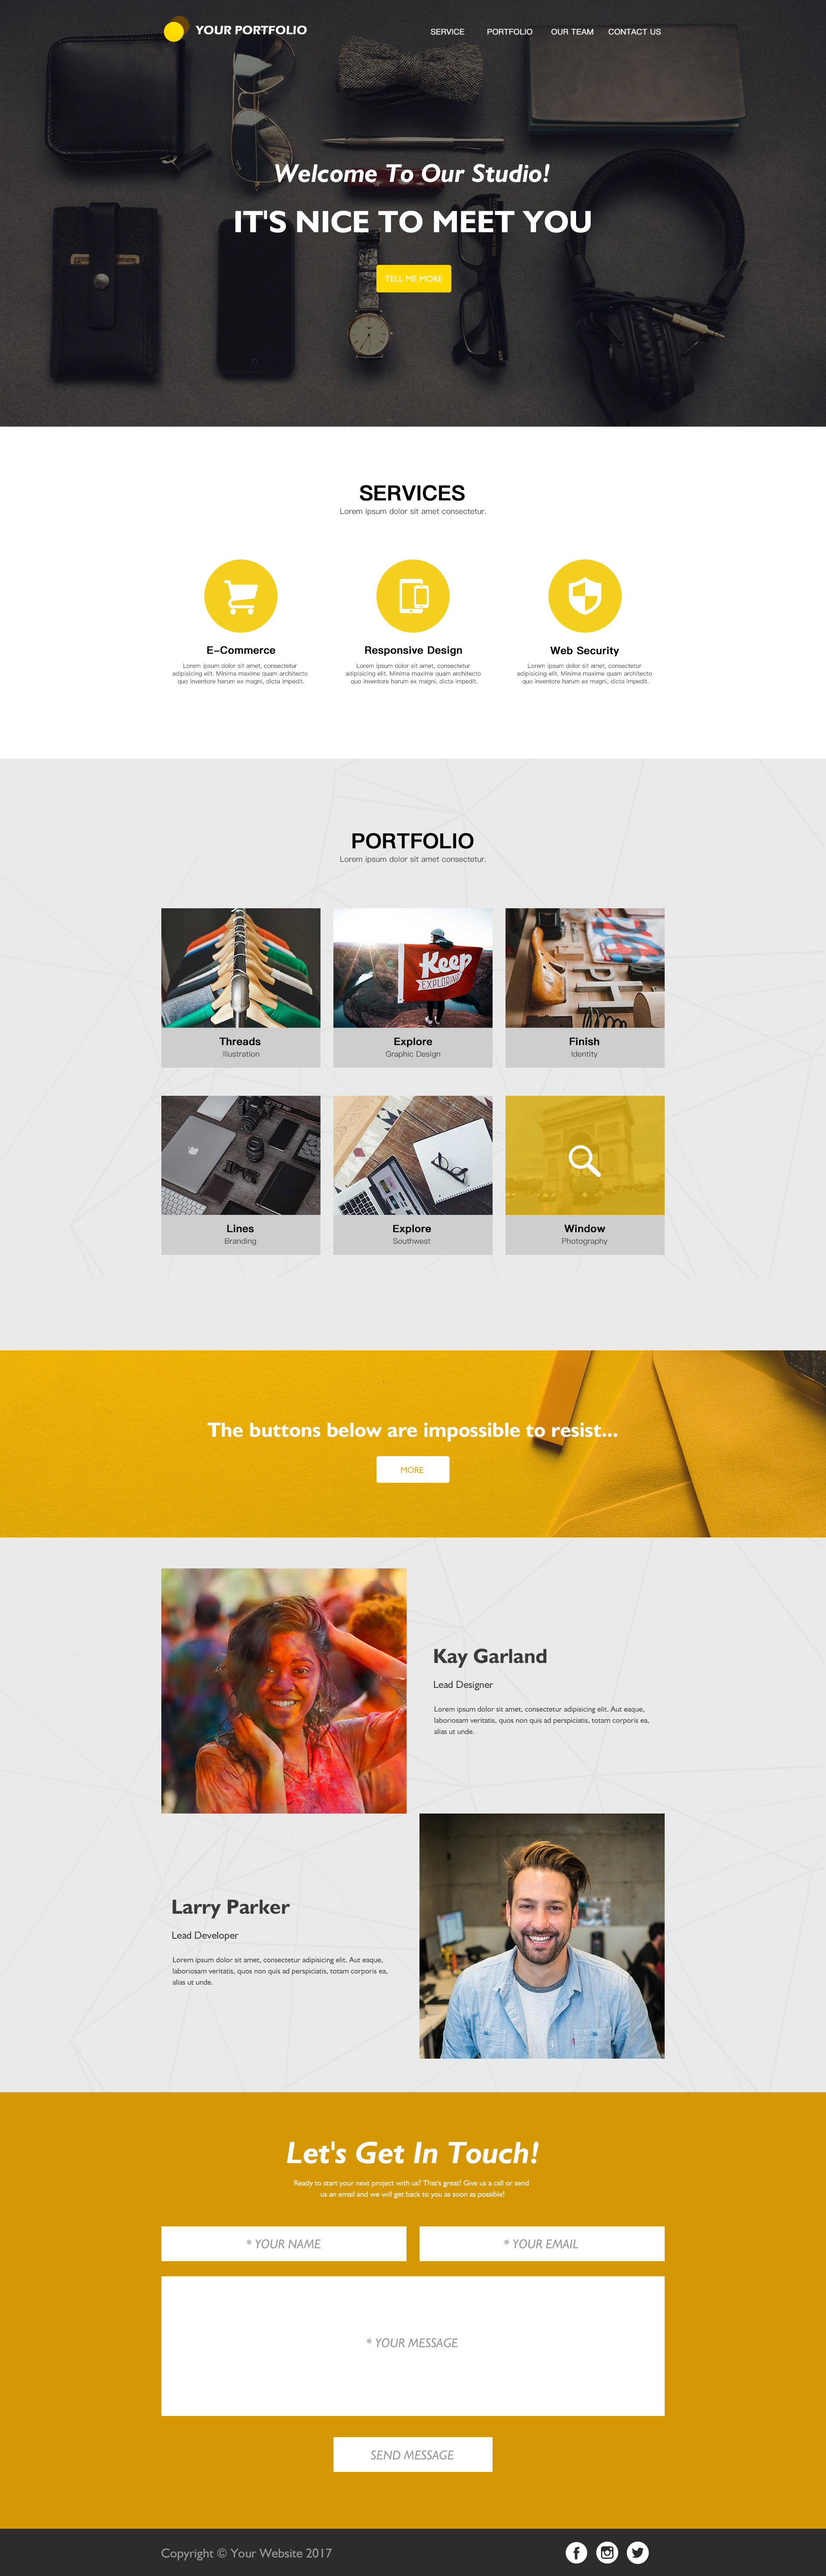 YOUR PORTFOLIO
SERVICE PORTFOLIO OUR TEAM CONTACT US
Welcome To Our Studio!
IT'S NICE TO MEET YOU
TELL ME MORE
SERVICES
Lorem ipsum dolor sit amet consectetur.
E-Commerce
Lorem ipsum dolor sit amet, consectetur
adipisicing elit. Minima maxime quam architecto
quo inventore harum ex magni, dicta impedit.
Responsive Design
Lorem ipsum dolor sit amet, consectetur
adipisicing elit. Minima maxime quam architecto
quo inventore harum ex magni, dicta impedit.
Web Security
Lorem ipsum dolor sit amet, consectetur
adipisicing elit. Minima maxime quam architecto
quo inventore harum ex magni, dicta impedit.
PORTFOLIO
Lorem ipsum dolor sit amet consectetur.
Threads
Illustration
Keep
EXPLORING
Explore
Graphic Design
Finish
Identity
Lines
Branding
Explore
Southwest
Window
Photography
The buttons below are impossible to resist...
MORE
Kay Garland
Lead Designer
Lorem ipsum dolor sit amet, consectetur adipisicing elit. Aut eaque,
laboriosam veritatis, quos non quis ad perspiciatis, totam corporis ea,
alias ut unde.
Larry Parker
Lead Developer
Lorem ipsum dolor sit amet, consectetur adipisicing elit. Aut eaque,
laboriosam veritatis, quos non quis ad perspiciatis, totam corporis ea,
alias ut unde.
Let's Get In Touch!
Ready to start your next project with us? That's great! Give us a call or send
us an email and we will get back to you as soon as possible!
* YOUR NAME
* YOUR EMAIL
* YOUR MESSAGE
SEND MESSAGE
Copyright © Your Website 2017